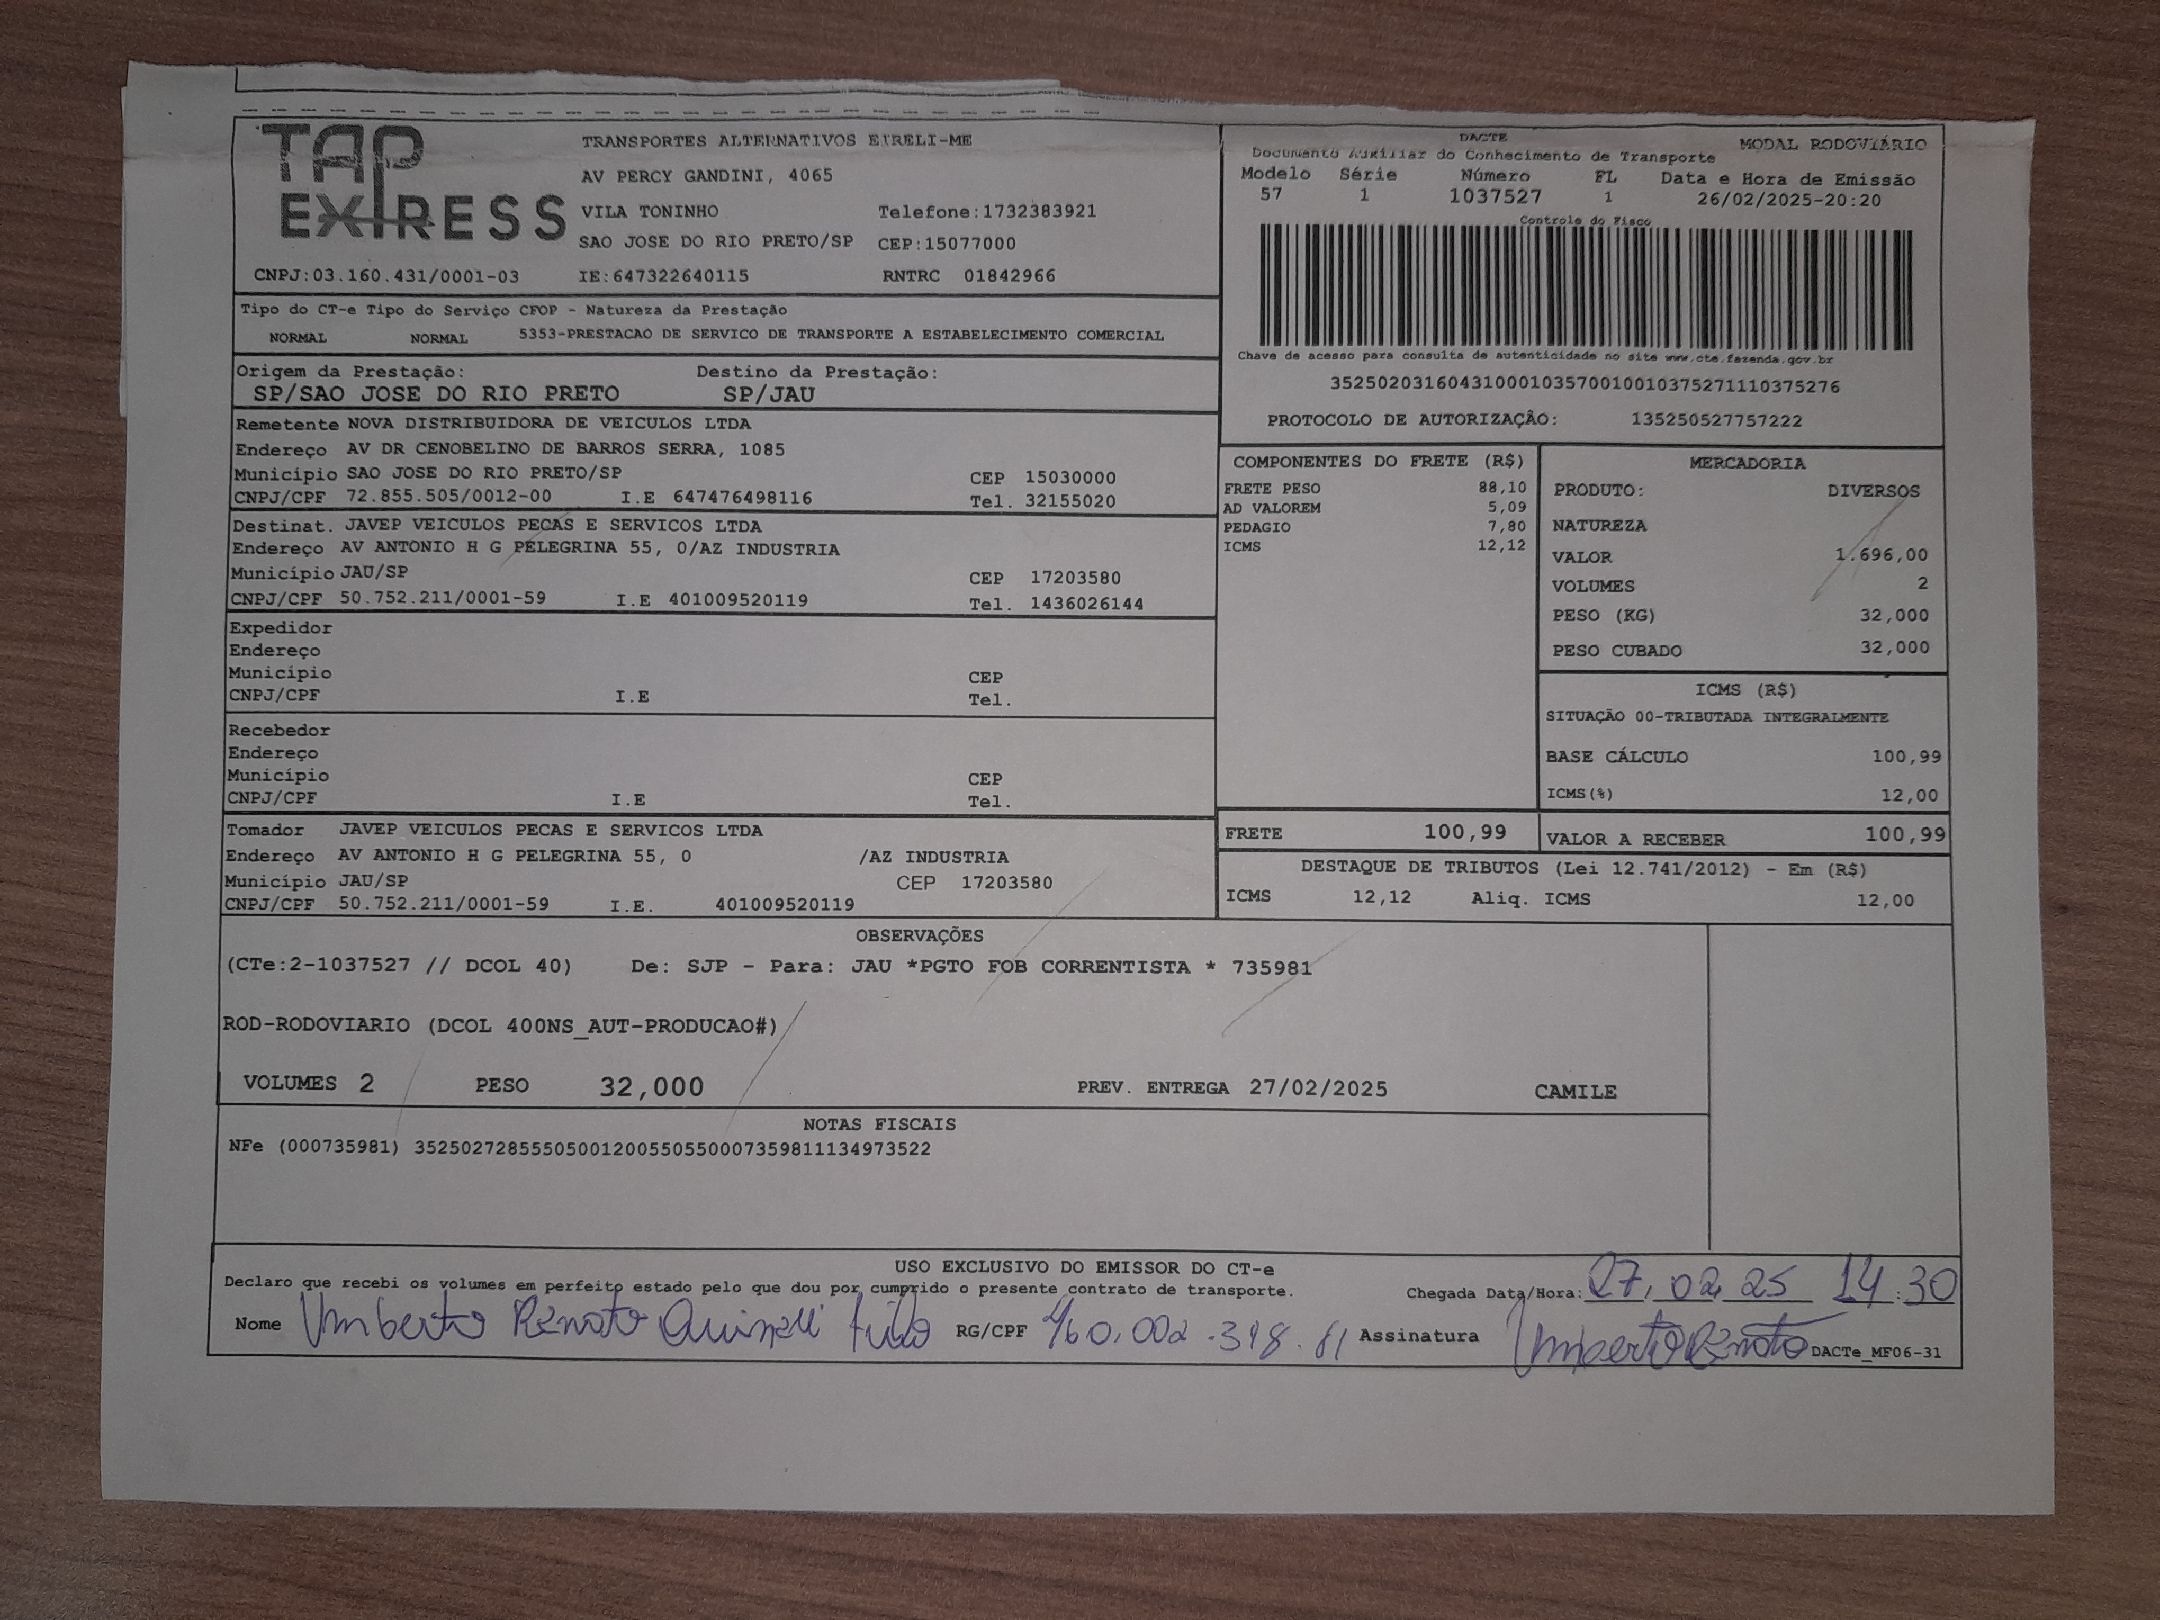 TAP
EXPRESS
TRANSPORTES ALTERNATIVOS EIRELI-ME
AV PERCY GANDINI, 4065
VILA TONINHO Telefone:1732383921
SAO JOSE DO RIO PRETO/SP CEP:15077000
CNPJ:03.160.431/0001-03 IE:647322640115 RNTRC 01842966
DACTE MODAL RODOVIÁRIO
Documento Auxiliar do Conhecimento de Transporte
Modelo Série Número FL Data e Hora de Emissão
57 1 1037527 1 26/02/2025-20:20
Controle do Fisco
Chave de acesso para consulta de autenticidade no site www.cte.fazenda.gov.br
35250203160431000103570010010375271110375276
PROTOCOLO DE AUTORIZAÇÂO: 135250527757222
Tipo do CT-e Tipo do Serviço CFOP - Natureza da Prestação
NORMAL NORMAL 5353-PRESTACAO DE SERVICO DE TRANSPORTE A ESTABELECIMENTO COMERCIAL
Origem da Prestação: Destino da Prestação:
SP/SAO JOSE DO RIO PRETO SP/JAU
Remetente NOVA DISTRIBUIDORA DE VEICULOS LTDA
Endereço AV DR CENOBELINO DE BARROS SERRA, 1085
Município SAO JOSE DO RIO PRETO/SP CEP 15030000
CNPJ/CPF 72.855.505/0012-00 I.E 647476498116 Tel. 32155020
Destinat. JAVEP VEICULOS PECAS E SERVICOS LTDA
Endereço AV ANTONIO H G PELEGRINA 55, 0/AZ INDUSTRIA
Município JAU/SP CEP 17203580
CNPJ/CPF 50.752.211/0001-59 I.E 401009520119 Tel. 1436026144
Expedidor
Endereço
Município CEP
CNPJ/CPF I.E Tel.
Recebedor
Endereço
Município CEP
CNPJ/CPF I.E Tel.
Tomador JAVEP VEICULOS PECAS E SERVICOS LTDA
Endereço AV ANTONIO H G PELEGRINA 55, 0 /AZ INDUSTRIA
Município JAU/SP CEP 17203580
CNPJ/CPF 50.752.211/0001-59 I.E. 401009520119
COMPONENTES DO FRETE (R$)
FRETE PESO 88,10
AD VALOREM 5,09
PEDAGIO 7,80
ICMS 12,12
MERCADORIA
PRODUTO: DIVERSOS
NATUREZA
VALOR 1.696,00
VOLUMES 2
PESO (KG) 32,000
PESO CUBADO 32,000
ICMS (R$)
SITUAÇÃO 00-TRIBUTADA INTEGRALMENTE
BASE CÁLCULO 100,99
ICMS(%) 12,00
FRETE 100,99 VALOR A RECEBER 100,99
DESTAQUE DE TRIBUTOS (Lei 12.741/2012) - Em (R$)
ICMS 12,12 Aliq. ICMS 12,00
OBSERVAÇÕES
(CTe:2-1037527 // DCOL 40) De: SJP - Para: JAU *PGTO FOB CORRENTISTA * 735981
ROD-RODOVIARIO (DCOL 400NS_AUT-PRODUCAO#)
VOLUMES 2 PESO 32,000 PREV. ENTREGA 27/02/2025 CAMILE
NOTAS FISCAIS
NFe (000735981) 35250272855505001200550550007359811134973522
USO EXCLUSIVO DO EMISSOR DO CT-e
Declaro que recebi os volumes em perfeito estado pelo que dou por cumprido o presente contrato de transporte. Chegada Data/Hora: 27.02.25 14:30
Nome Umberto Renato Filho RG/CPF Assinatura Umberto Renato DACTe_MF06-31